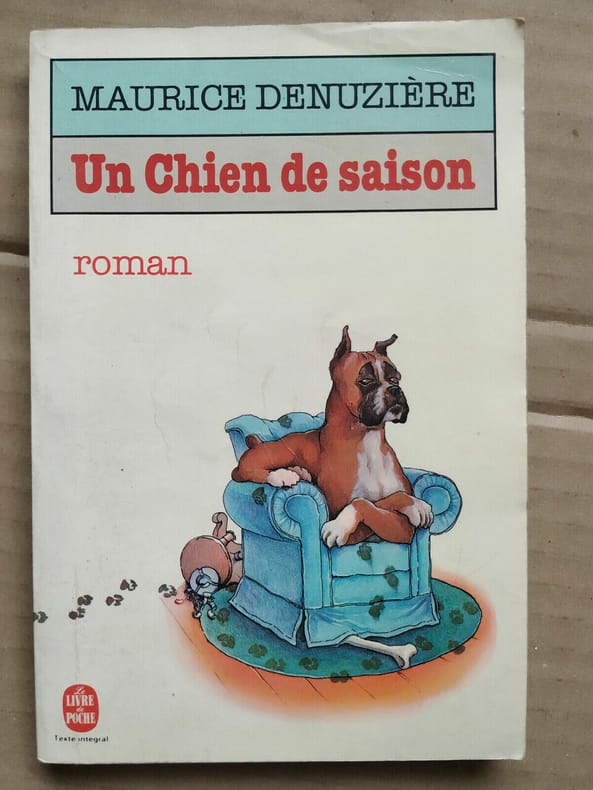 MAURICE DENUZIÈRE
Un Chien de saison
roman
Le
LIVRE
de
POCHE
Texte intégral